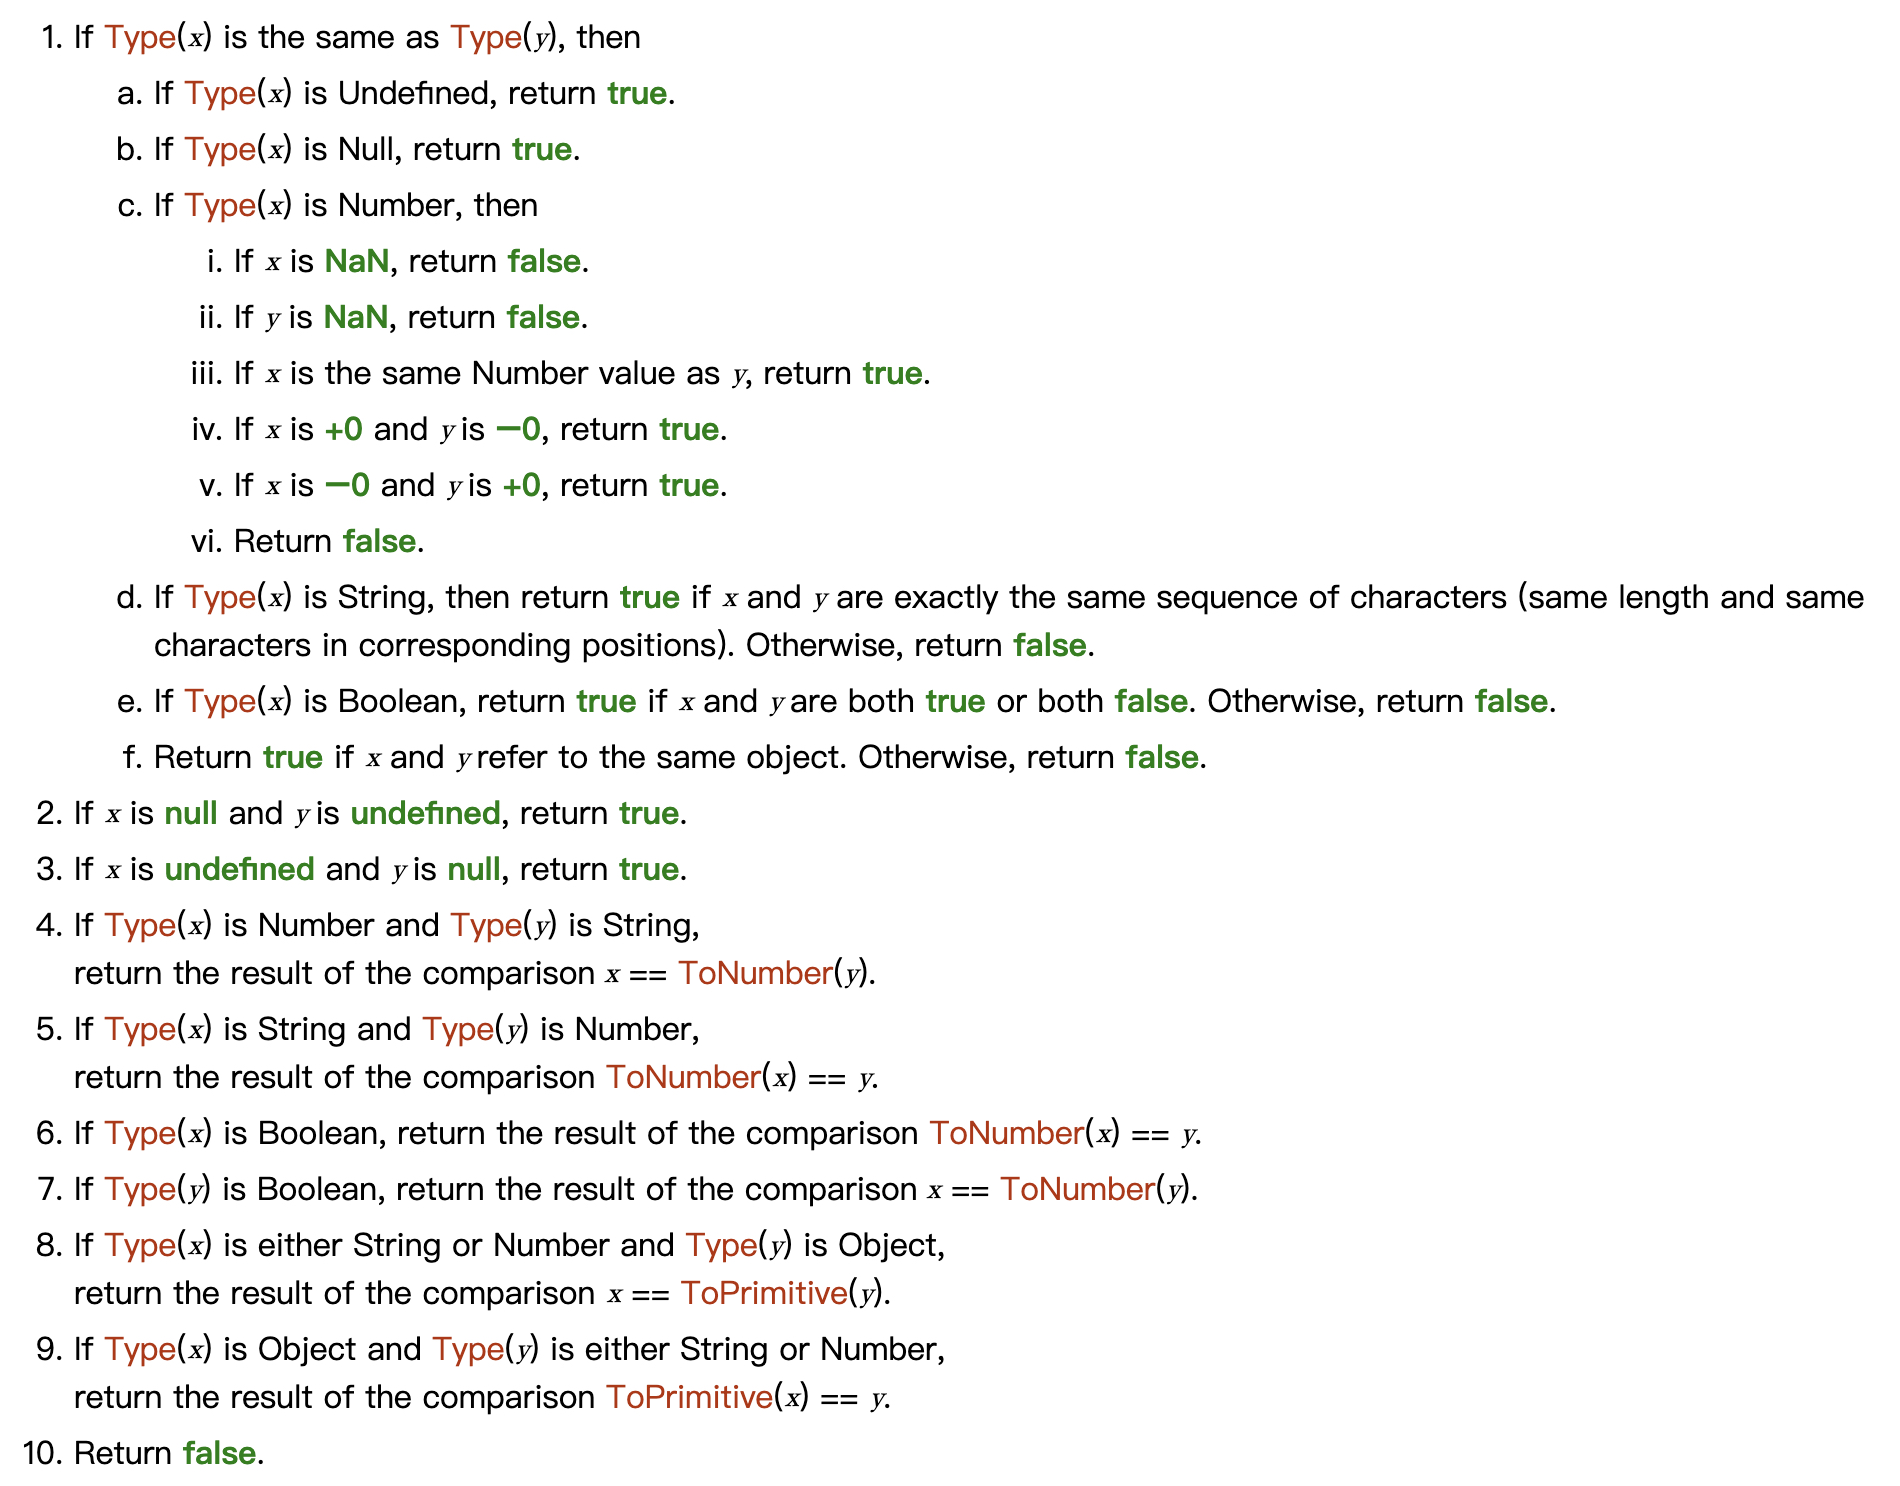 1. If Type(x) is the same as Type(y), then
a. If Type(x) is Undefined, return true.
b. If Type(x) is Null, return true.
c. If Type(x) is Number, then
i. If x is NaN, return false.
ii. If y is NaN, return false.
iii. If x is the same Number value as y, return true.
iv. If x is +0 and y is −0, return true.
v. If x is −0 and y is +0, return true.
vi. Return false.
d. If Type(x) is String, then return true if x and y are exactly the same sequence of characters (same length and same
characters in corresponding positions). Otherwise, return false.
e. If Type(x) is Boolean, return true if x and y are both true or both false. Otherwise, return false.
f. Return true if x and y refer to the same object. Otherwise, return false.
2. If x is null and y is undefined, return true.
3. If x is undefined and y is null, return true.
4. If Type(x) is Number and Type(y) is String,
return the result of the comparison x == ToNumber(y).
5. If Type(x) is String and Type(y) is Number,
return the result of the comparison ToNumber(x) == y.
6. If Type(x) is Boolean, return the result of the comparison ToNumber(x) == y.
7. If Type(y) is Boolean, return the result of the comparison x == ToNumber(y).
8. If Type(x) is either String or Number and Type(y) is Object,
return the result of the comparison x == ToPrimitive(y).
9. If Type(x) is Object and Type(y) is either String or Number,
return the result of the comparison ToPrimitive(x) == y.
10. Return false.